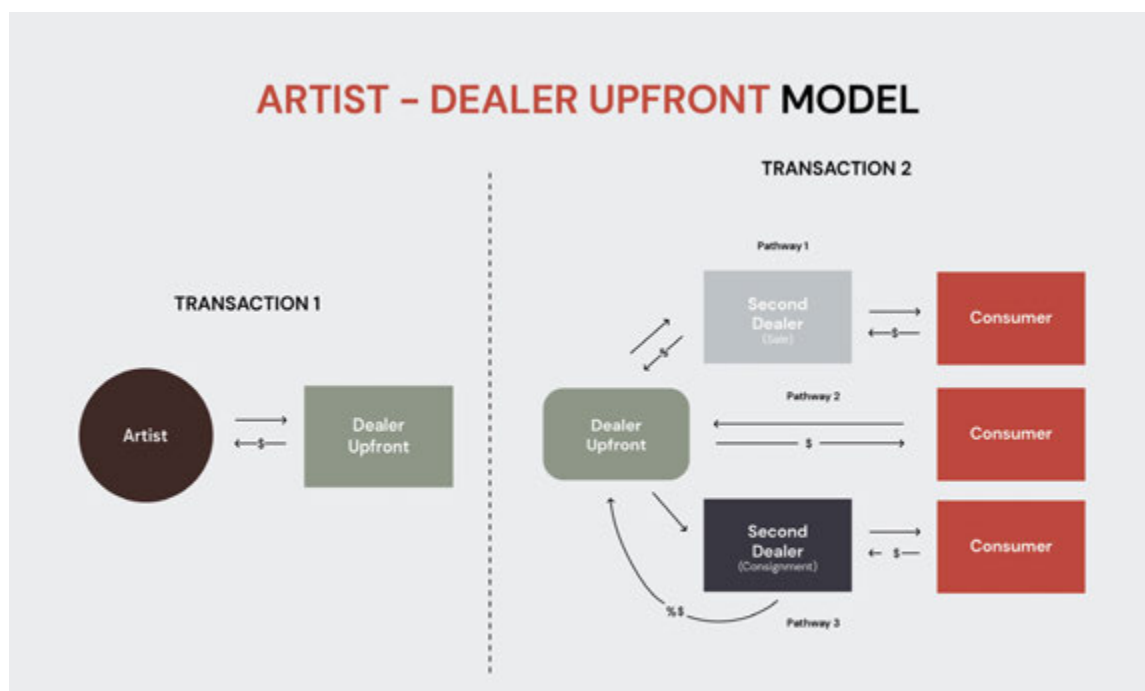 ARTIST – DEALER UPFRONT MODEL
TRANSACTION 1
Artist
$
Dealer
Upfront
TRANSACTION 2
Pathway 1
Second
Dealer
(Sale)
$
Consumer
$
Dealer
Upfront
Pathway 2
$
Consumer
Second
Dealer
(Consignment)
$
Consumer
%$
Pathway 3